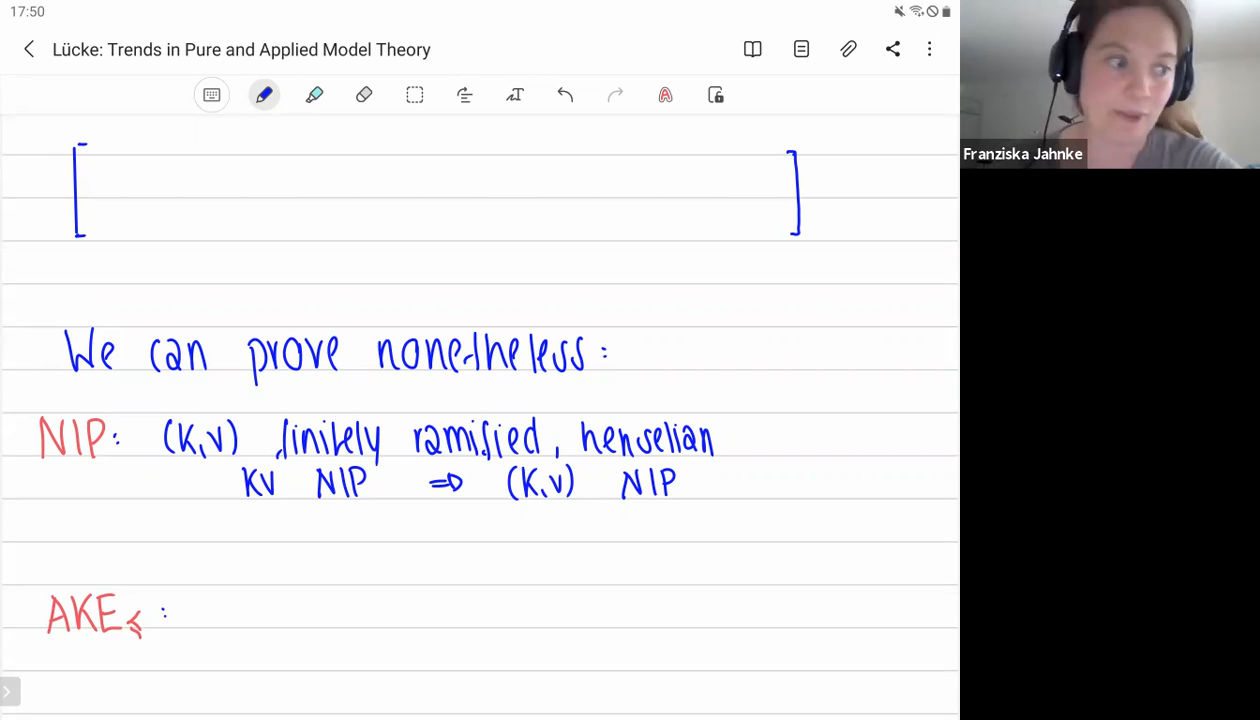 17:50
Lücke: Trends in Pure and Applied Model Theory
Franziska Jahnke
[ ]
We can prove nonetheless :
NIP: (K,v) finitely ramified, henselian
Kv NIP ⇒ (K,v) NIP
AKE≼ :